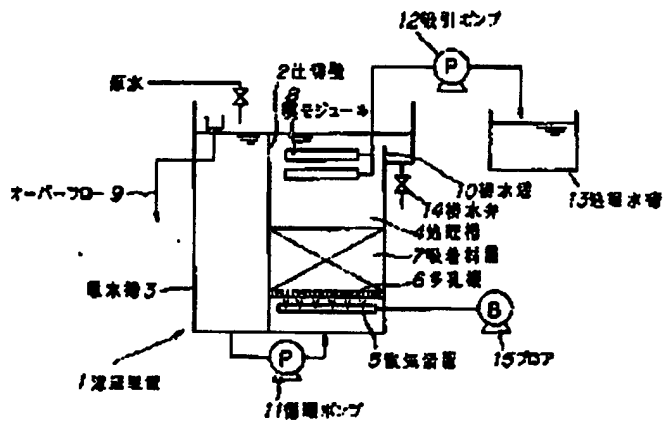 12吸引ポンプ
P
原水
2仕切壁
8
膜モジュール
オーバーフロー9
10排水堰
14排水弁
13処理水槽
4処理槽
7吸着料層
6多孔板
原水槽3
B
P
5散気装置
15ブロア
1濾過装置
11循環ポンプ